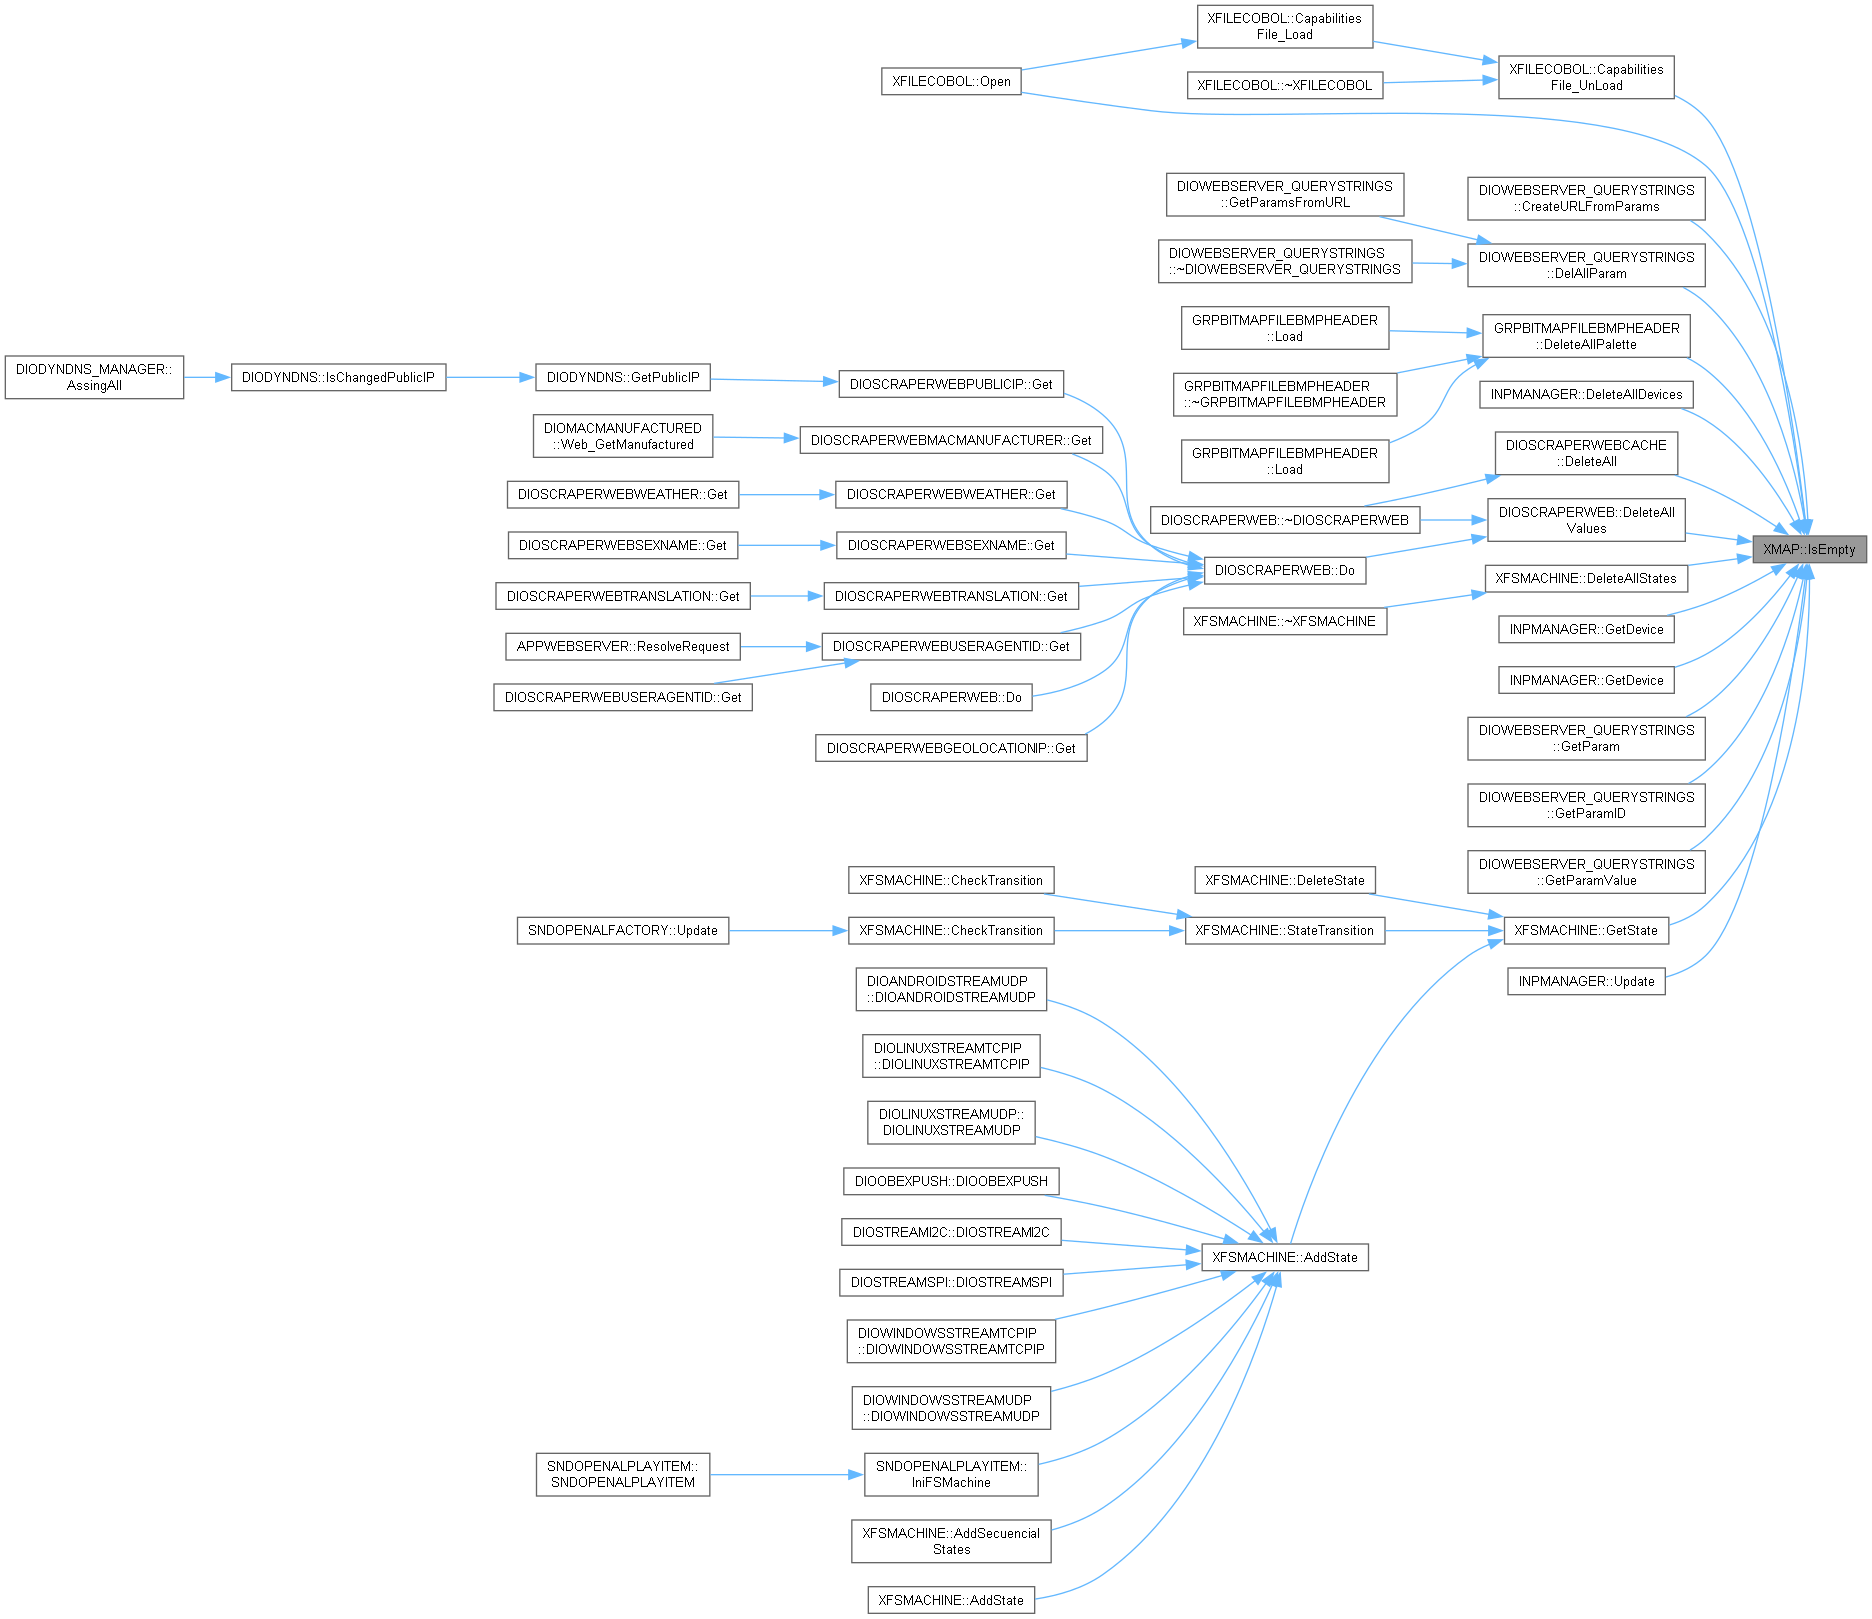 XFILECOBOL::Capabilities
File_Load
XFILECOBOL::Open
XFILECOBOL::~XFILECOBOL
XFILECOBOL::Capabilities
File_UnLoad
DIOWEBSERVER_QUERYSTRINGS
::GetParamsFromURL
DIOWEBSERVER_QUERYSTRINGS
::CreateURLFromParams
DIOWEBSERVER_QUERYSTRINGS
::~DIOWEBSERVER_QUERYSTRINGS
DIOWEBSERVER_QUERYSTRINGS
::DelAllParam
GRPBITMAPFILEBMPHEADER
::Load
GRPBITMAPFILEBMPHEADER
::DeleteAllPalette
DIODYNDNS_MANAGER::
AssingAll
DIODYNDNS::IsChangedPublicIP
DIODYNDNS::GetPublicIP
DIOSCRAPERWEBPUBLICIP::Get
GRPBITMAPFILEBMPHEADER
::~GRPBITMAPFILEBMPHEADER
INPMANAGER::DeleteAllDevices
DIOMACMANUFACTURED
::Web_GetManufactured
DIOSCRAPERWEBMACMANUFACTURER::Get
GRPBITMAPFILEBMPHEADER
::Load
DIOSCRAPERWEBCACHE
::DeleteAll
DIOSCRAPERWEBWEATHER::Get
DIOSCRAPERWEBWEATHER::Get
DIOSCRAPERWEB::~DIOSCRAPERWEB
DIOSCRAPERWEB::DeleteAll
Values
DIOSCRAPERWEBSEXNAME::Get
DIOSCRAPERWEBSEXNAME::Get
XMAP::IsEmpty
DIOSCRAPERWEB::Do
XFSMACHINE::DeleteAllStates
DIOSCRAPERWEBTRANSLATION::Get
DIOSCRAPERWEBTRANSLATION::Get
XFSMACHINE::~XFSMACHINE
INPMANAGER::GetDevice
APPWEBSERVER::ResolveRequest
DIOSCRAPERWEBUSERAGENTID::Get
INPMANAGER::GetDevice
DIOSCRAPERWEBUSERAGENTID::Get
DIOSCRAPERWEB::Do
DIOWEBSERVER_QUERYSTRINGS
::GetParam
DIOSCRAPERWEBGEOLOCATIONIP::Get
DIOWEBSERVER_QUERYSTRINGS
::GetParamID
DIOWEBSERVER_QUERYSTRINGS
::GetParamValue
XFSMACHINE::CheckTransition
XFSMACHINE::DeleteState
SNDOPENALFACTORY::Update
XFSMACHINE::CheckTransition
XFSMACHINE::StateTransition
XFSMACHINE::GetState
INPMANAGER::Update
DIOANDROIDSTREAMUDP
::DIOANDROIDSTREAMUDP
DIOLINUXSTREAMTCPIP
::DIOLINUXSTREAMTCPIP
DIOLINUXSTREAMUDP::
DIOLINUXSTREAMUDP
DIOOBEXPUSH::DIOOBEXPUSH
DIOSTREAMI2C::DIOSTREAMI2C
XFSMACHINE::AddState
DIOSTREAMSPI::DIOSTREAMSPI
DIOWINDOWSSTREAMTCPIP
::DIOWINDOWSSTREAMTCPIP
DIOWINDOWSSTREAMUDP
::DIOWINDOWSSTREAMUDP
SNDOPENALPLAYITEM::
SNDOPENALPLAYITEM
SNDOPENALPLAYITEM::
IniFSMachine
XFSMACHINE::AddSecuencial
States
XFSMACHINE::AddState